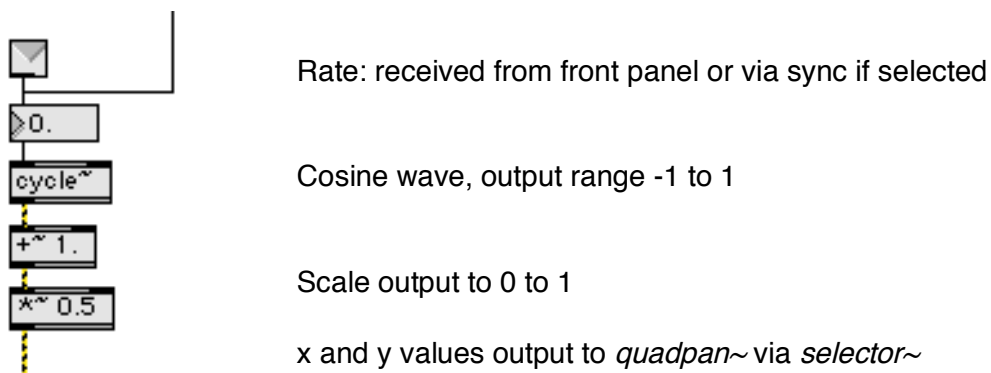 Rate: received from front panel or via sync if selected
0.
cycle~
Cosine wave, output range -1 to 1
+~ 1.
Scale output to 0 to 1
*~ 0.5
x and y values output to quadpan~ via selector~